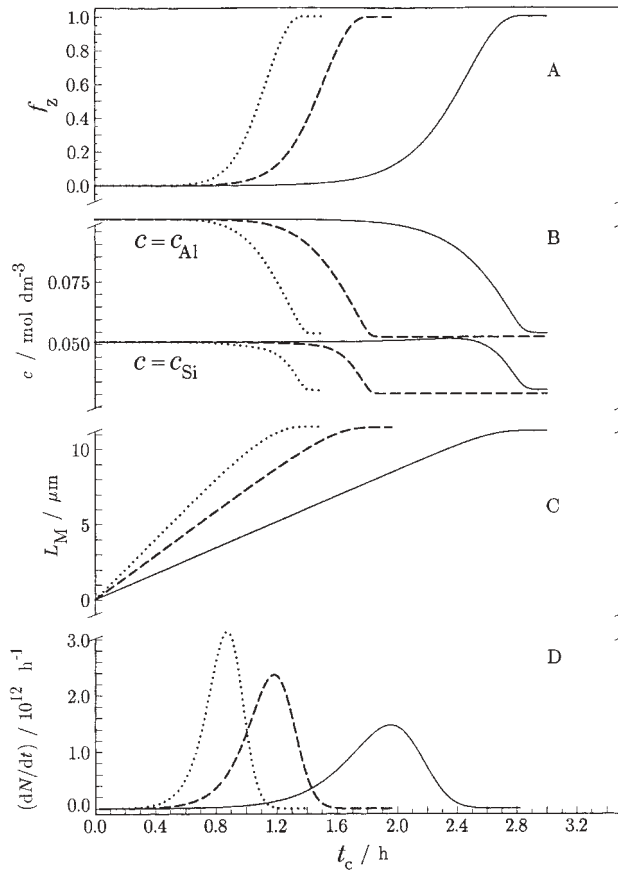 1.0
0.8
0.6
0.4
0.2
0.0
f_z
A
c = c_Al
B
0.075
0.050
c = c_Si
c / mol dm⁻³
10
5
0
L_M / μm
C
3.0
2.0
1.0
0.0
(dN/dt) / 10¹² h⁻¹
D
0.0 0.4 0.8 1.2 1.6 2.0 2.4 2.8 3.2
t_c / h